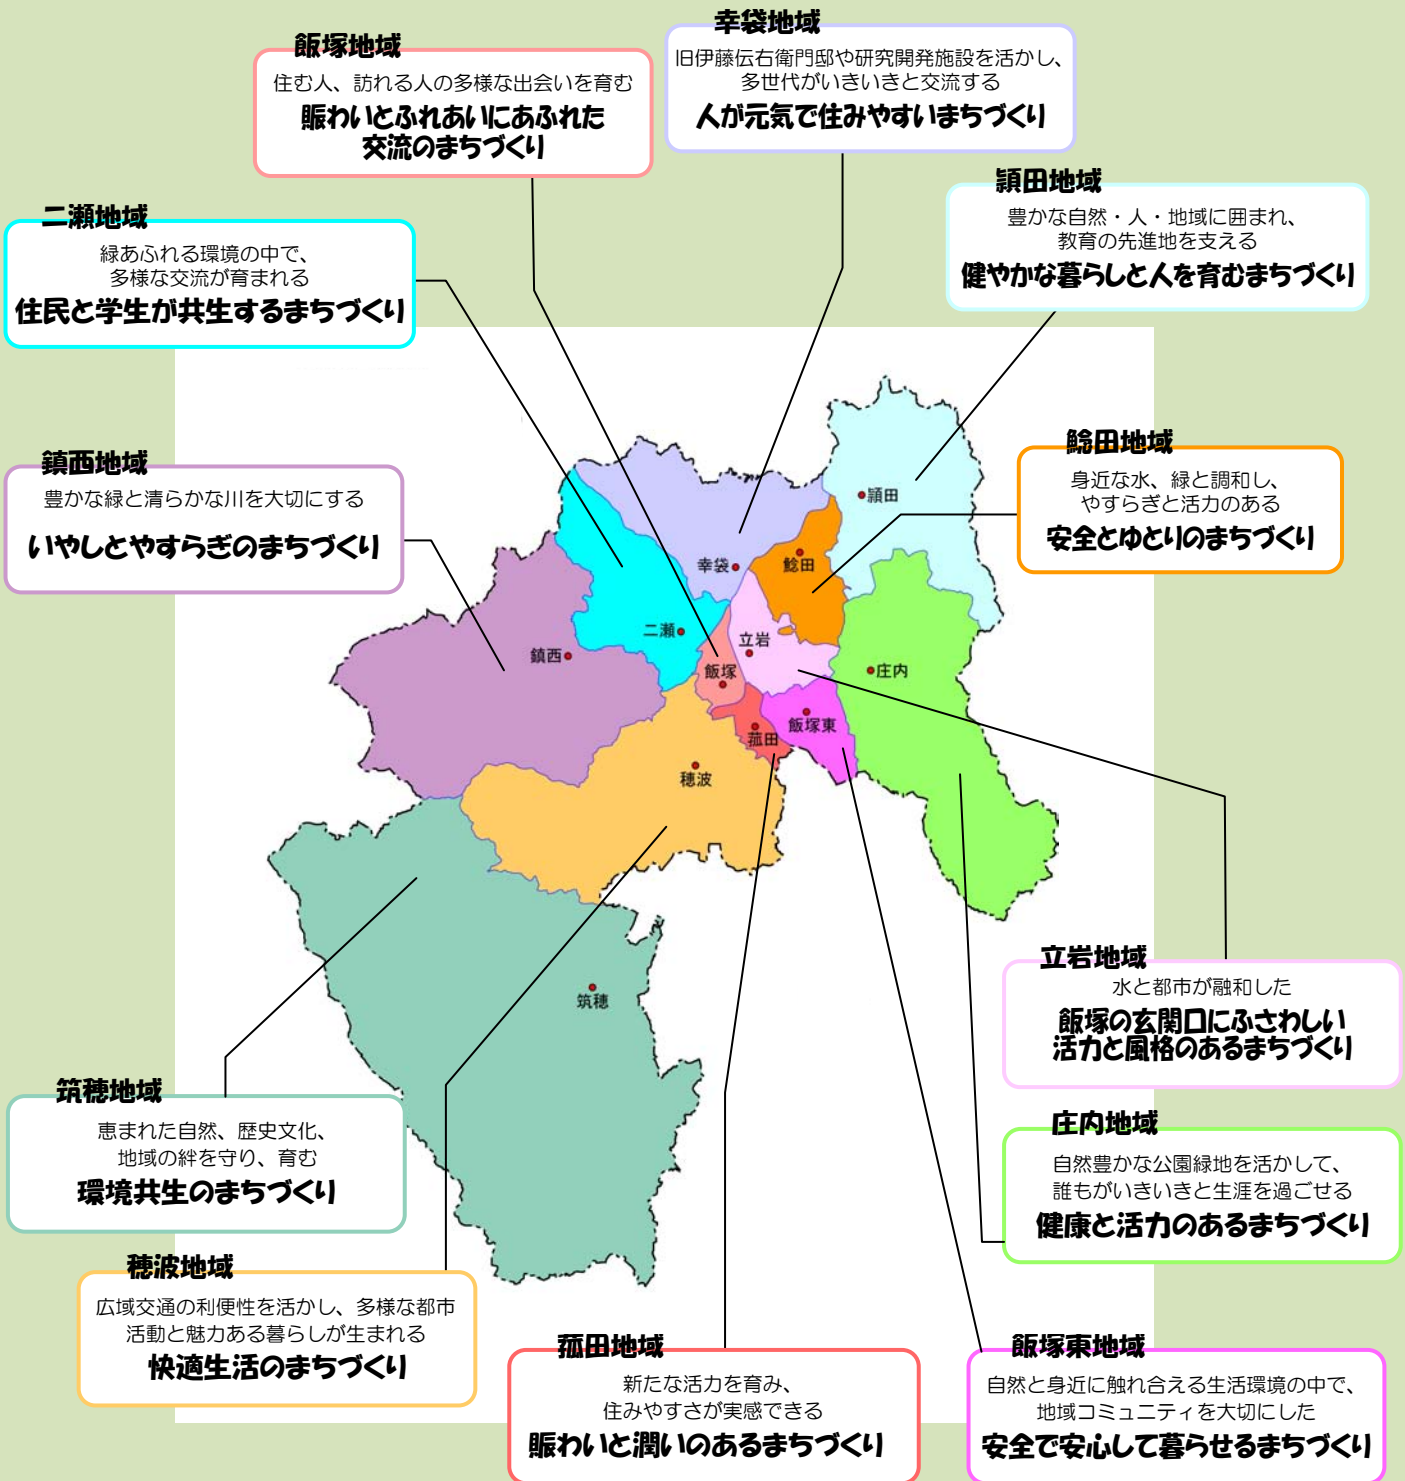 幸袋地域
旧伊藤伝右衛門邸や研究開発施設を活かし、
多世代がいきいきと交流する
人が元気で住みやすいまちづくり
飯塚地域
住む人、訪れる人の多様な出会いを育む
賑わいとふれあいにあふれた
交流のまちづくり
頴田地域
豊かな自然・人・地域に囲まれ、
教育の先進地を支える
健やかな暮らしと人を育むまちづくり
二瀬地域
緑あふれる環境の中で、
多様な交流が育まれる
住民と学生が共生するまちづくり
鯰田地域
身近な水、緑と調和し、
やすらぎと活力のある
安全とゆとりのまちづくり
鎮西地域
豊かな緑と清らかな川を大切にする
いやしとやすらぎのまちづくり
頴田
幸袋
鯰田
二瀬
立岩
鎮西
飯塚
庄内
菰田
飯塚東
穂波
筑穂
立岩地域
水と都市が融和した
飯塚の玄関口にふさわしい
活力と風格のあるまちづくり
筑穂地域
恵まれた自然、歴史文化、
地域の絆を守り、育む
環境共生のまちづくり
庄内地域
自然豊かな公園緑地を活かして、
誰もがいきいきと生涯を過ごせる
健康と活力のあるまちづくり
穂波地域
広域交通の利便性を活かし、多様な都市
活動と魅力ある暮らしが生まれる
快適生活のまちづくり
菰田地域
新たな活力を育み、
住みやすさが実感できる
賑わいと潤いのあるまちづくり
飯塚東地域
自然と身近に触れ合える生活環境の中で、
地域コミュニティを大切にした
安全で安心して暮らせるまちづくり